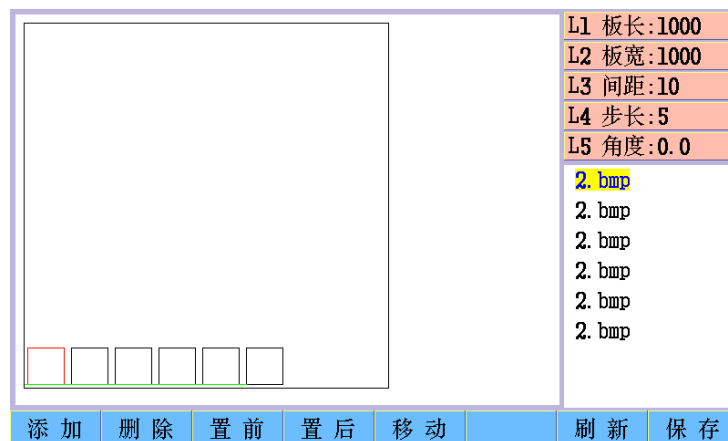 L1 板长:1000
L2 板宽:1000
L3 间距:10
L4 步长:5
L5 角度:0.0
2.bmp
2.bmp
2.bmp
2.bmp
2.bmp
2.bmp
添 加 删 除 置 前 置 后 移 动 刷 新 保 存